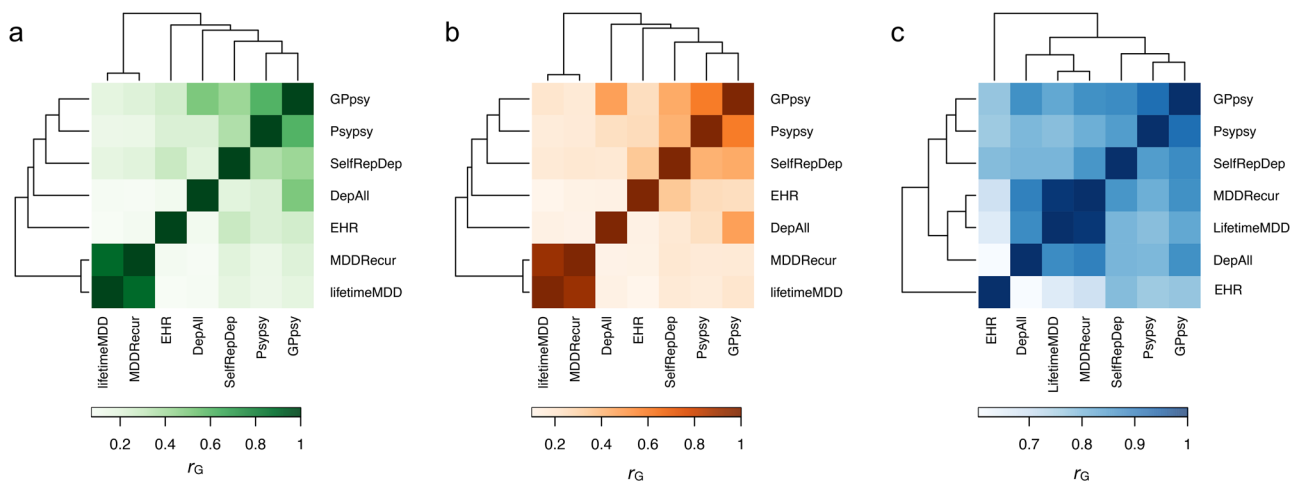 a
GPpsy
Psypsy
SelfRepDep
DepAll
EHR
MDDRecur
lifetimeMDD
lifetimeMDD
MDDRecur
EHR
DepAll
SelfRepDep
Psypsy
GPpsy
0.2 0.4 0.6 0.8 1
rG
b
GPpsy
Psypsy
SelfRepDep
EHR
DepAll
MDDRecur
lifetimeMDD
lifetimeMDD
MDDRecur
DepAll
EHR
SelfRepDep
Psypsy
GPpsy
0.2 0.4 0.6 0.8 1
rG
c
GPpsy
Psypsy
SelfRepDep
MDDRecur
LifetimeMDD
DepAll
EHR
EHR
DepAll
LifetimeMDD
MDDRecur
SelfRepDep
Psypsy
GPpsy
0.7 0.8 0.9 1
rG